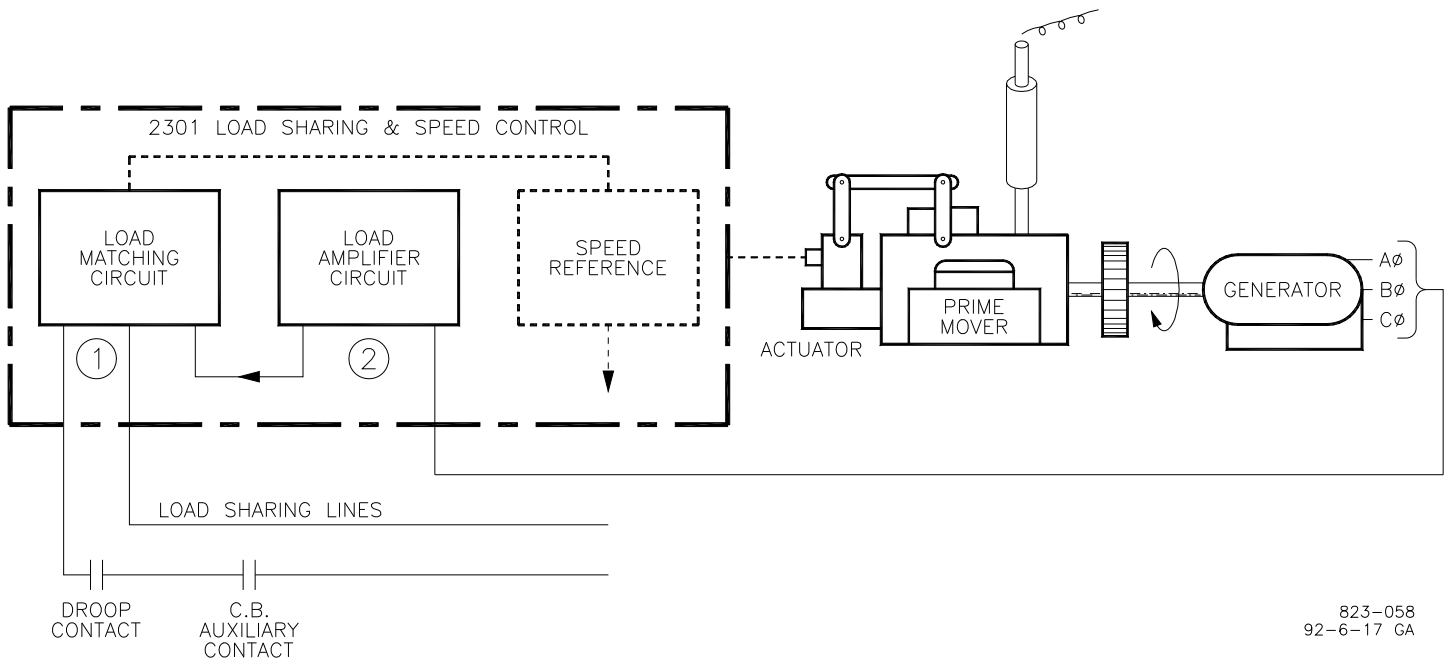 2301 LOAD SHARING & SPEED CONTROL
LOAD
MATCHING
CIRCUIT
LOAD
AMPLIFIER
CIRCUIT
SPEED
REFERENCE
1
2
ACTUATOR
PRIME
MOVER
GENERATOR
AØ
BØ
CØ
LOAD SHARING LINES
DROOP
CONTACT
C.B.
AUXILIARY
CONTACT
823-058
92-6-17 GA